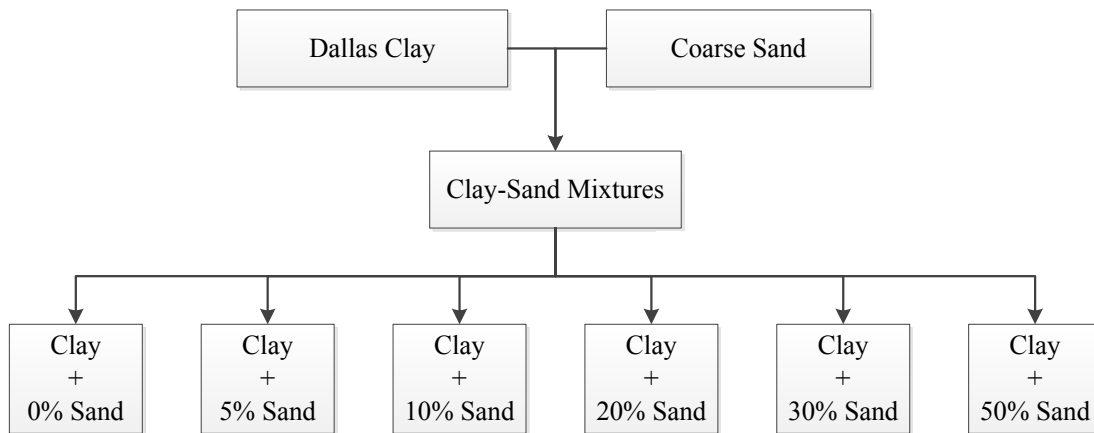 Dallas Clay
Coarse Sand
Clay-Sand Mixtures
Clay
+
0% Sand
Clay
+
5% Sand
Clay
+
10% Sand
Clay
+
20% Sand
Clay
+
30% Sand
Clay
+
50% Sand